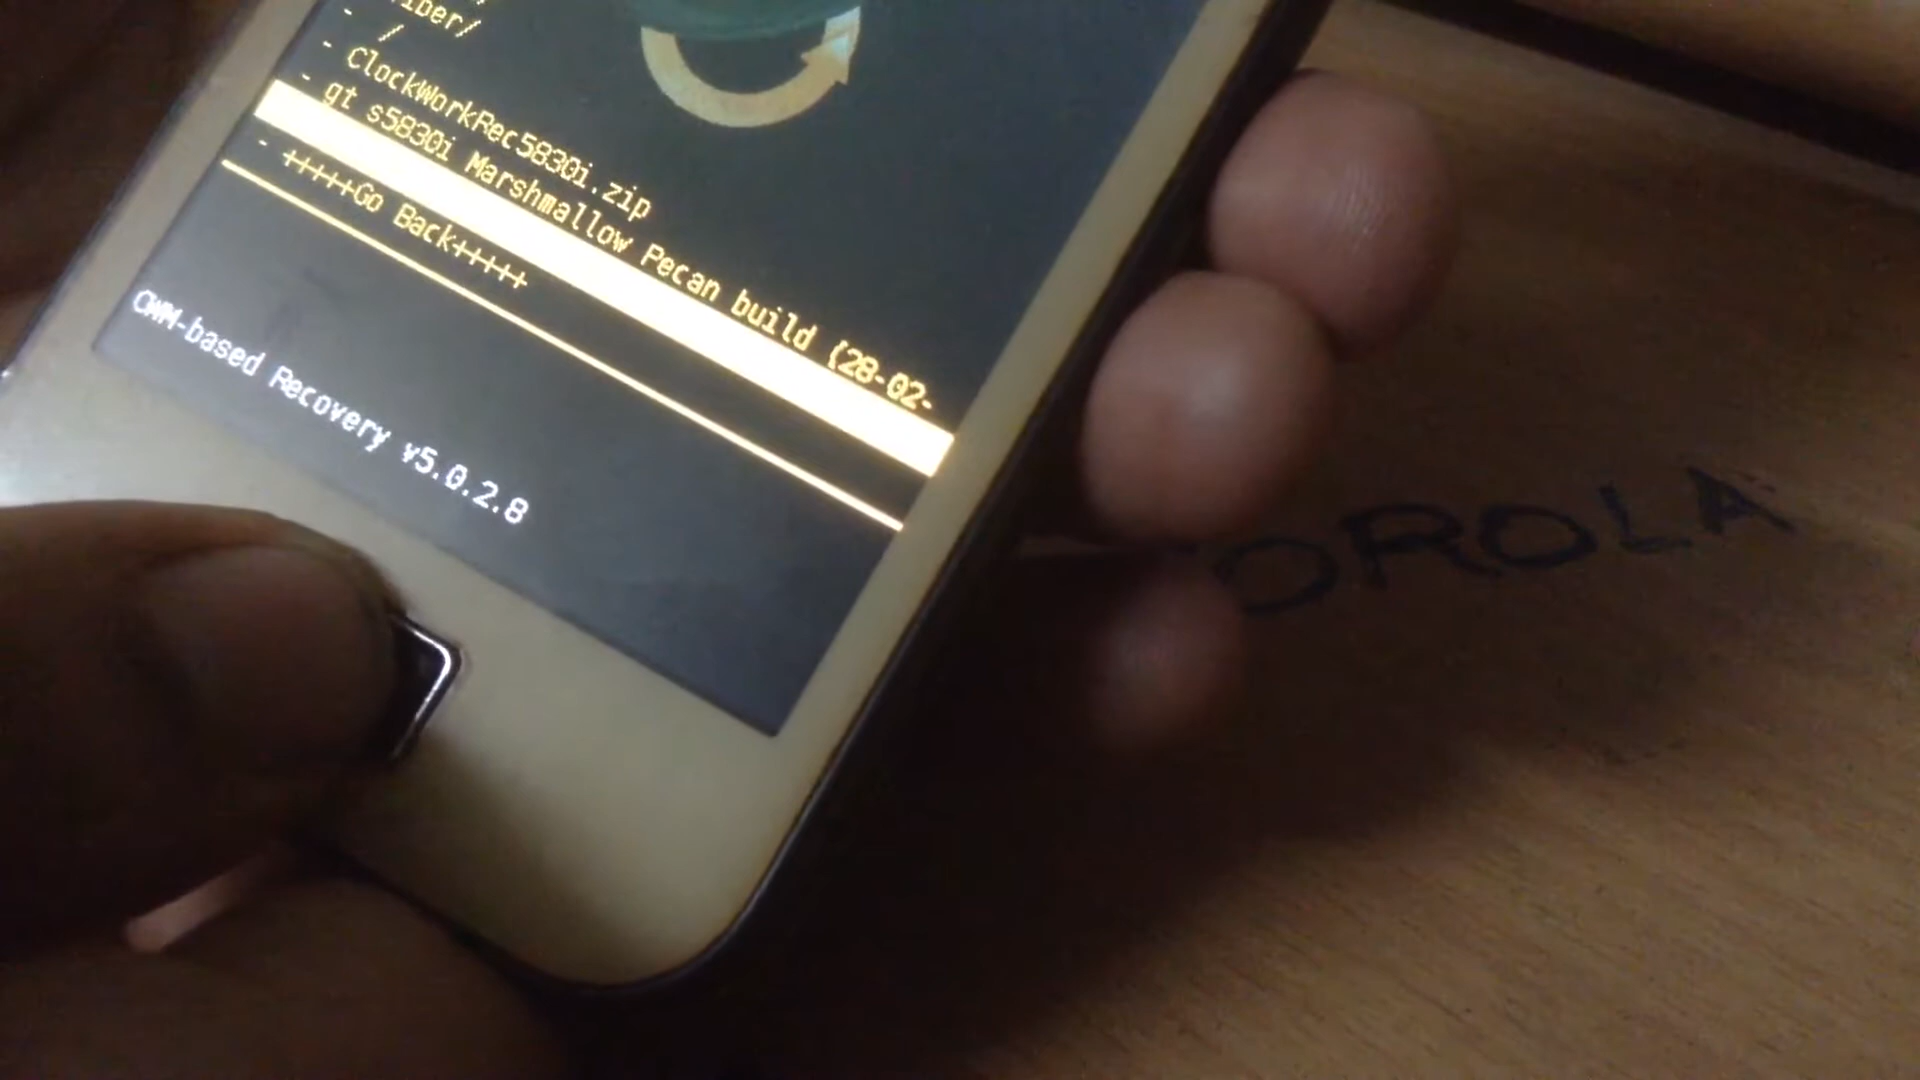 - /
- ClockWorkRec5830i.zip
- gt s5830i Marshmallow Pecan build (28-02-
- +++++Go Back+++++
CWM-based Recovery v5.0.2.8
OROLA